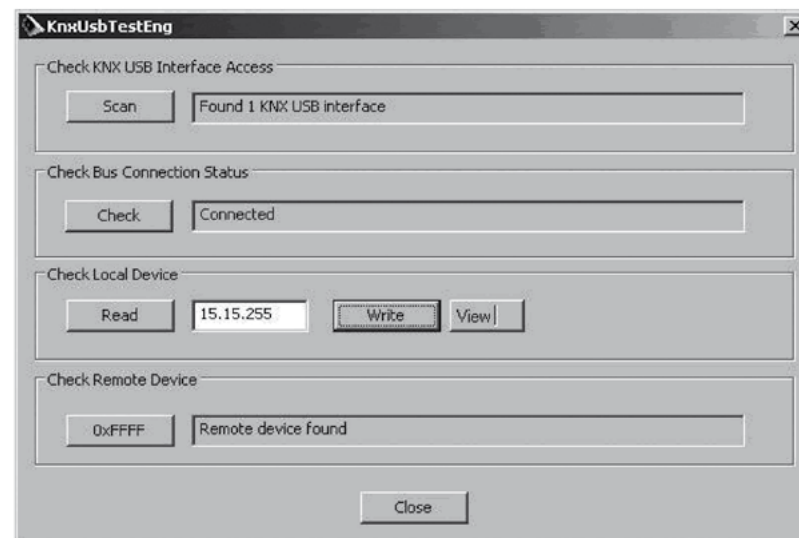 KnxUsbTestEng
Check KNX USB Interface Access
Scan Found 1 KNX USB interface
Check Bus Connection Status
Check Connected
Check Local Device
Read 15.15.255 Write View
Check Remote Device
0xFFFF Remote device found
Close